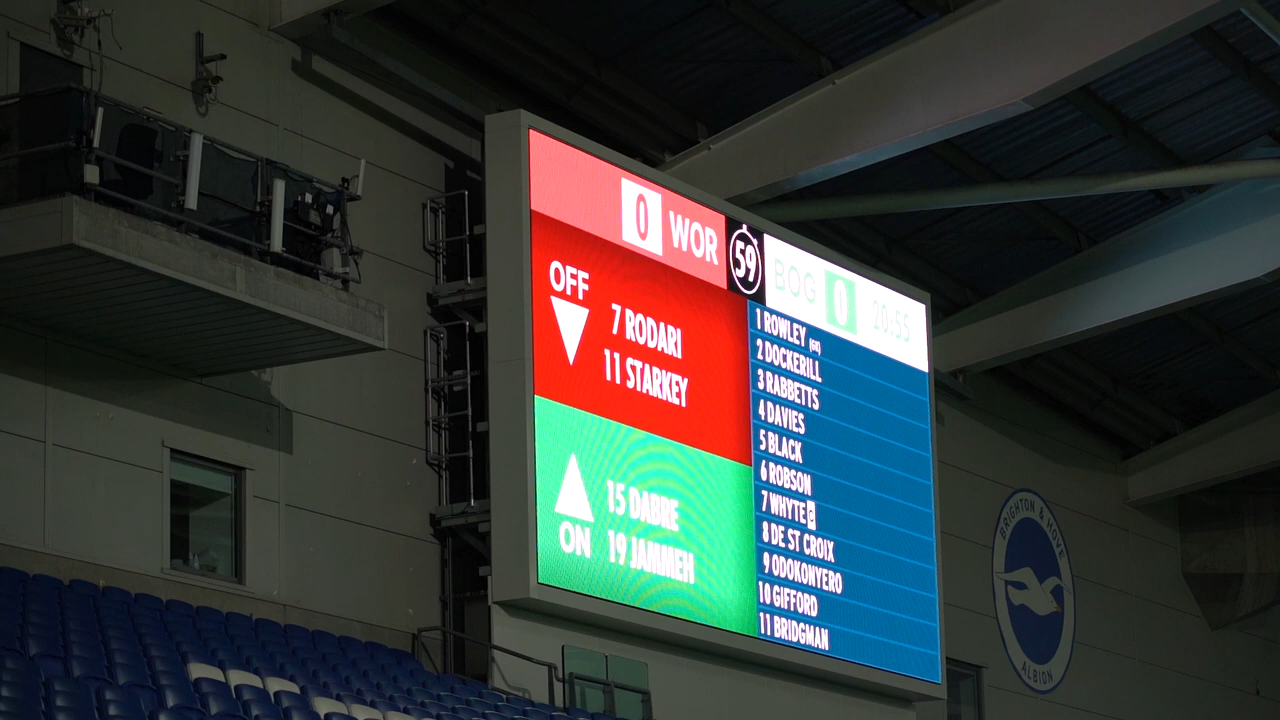 0 WOR 59 BOG 0 20:55
OFF
7 RODARI
11 STARKEY
15 DABRE
ON
19 JAMMEH
1 ROWLEY (GK)
2 DOCKERILL
3 RABBETTS
4 DAVIES
5 BLACK
6 ROBSON
7 WHYTE C
8 DE ST CROIX
9 ODOKONYERO
10 GIFFORD
11 BRIDGMAN
BRIGHTON & HOVE
ALBION